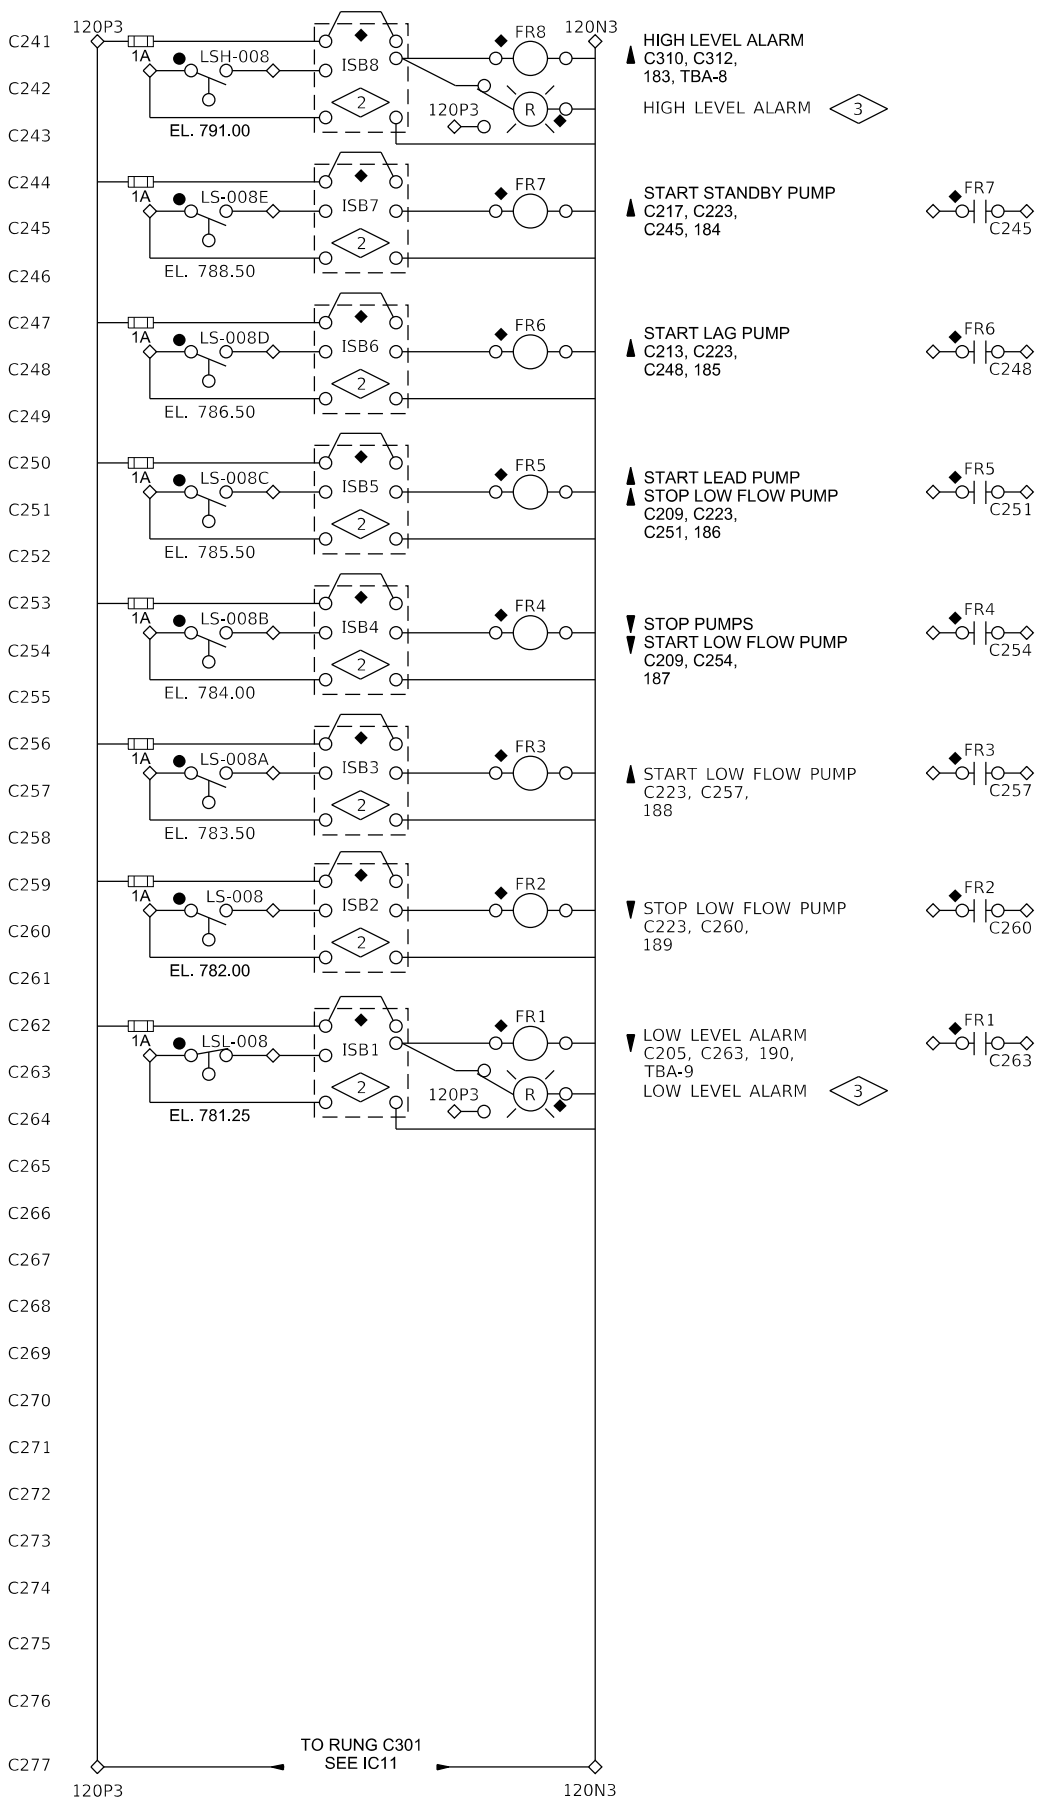 120P3
120N3
C241
1A
LSH-008
ISB8
FR8
HIGH LEVEL ALARM
C310, C312,
183, TBA-8
C242
2
120P3
R
HIGH LEVEL ALARM
3
C243
EL. 791.00
C244
1A
LS-008E
ISB7
FR7
START STANDBY PUMP
C217, C223,
C245, 184
FR7
C245
C245
2
C246
EL. 788.50
C247
1A
LS-008D
ISB6
FR6
START LAG PUMP
C213, C223,
C248, 185
FR6
C248
C248
2
C249
EL. 786.50
C250
1A
LS-008C
ISB5
FR5
START LEAD PUMP
STOP LOW FLOW PUMP
C209, C223,
C251, 186
FR5
C251
C251
2
C252
EL. 785.50
C253
1A
LS-008B
ISB4
FR4
STOP PUMPS
START LOW FLOW PUMP
C209, C254,
187
FR4
C254
C254
2
C255
EL. 784.00
C256
1A
LS-008A
ISB3
FR3
START LOW FLOW PUMP
C223, C257,
188
FR3
C257
C257
2
C258
EL. 783.50
C259
1A
LS-008
ISB2
FR2
STOP LOW FLOW PUMP
C223, C260,
189
FR2
C260
C260
2
C261
EL. 782.00
C262
1A
LSL-008
ISB1
FR1
LOW LEVEL ALARM
C205, C263, 190,
TBA-9
FR1
C263
C263
2
120P3
R
LOW LEVEL ALARM
3
C264
EL. 781.25
C265
C266
C267
C268
C269
C270
C271
C272
C273
C274
C275
C276
C277
TO RUNG C301
SEE IC11
120P3
120N3